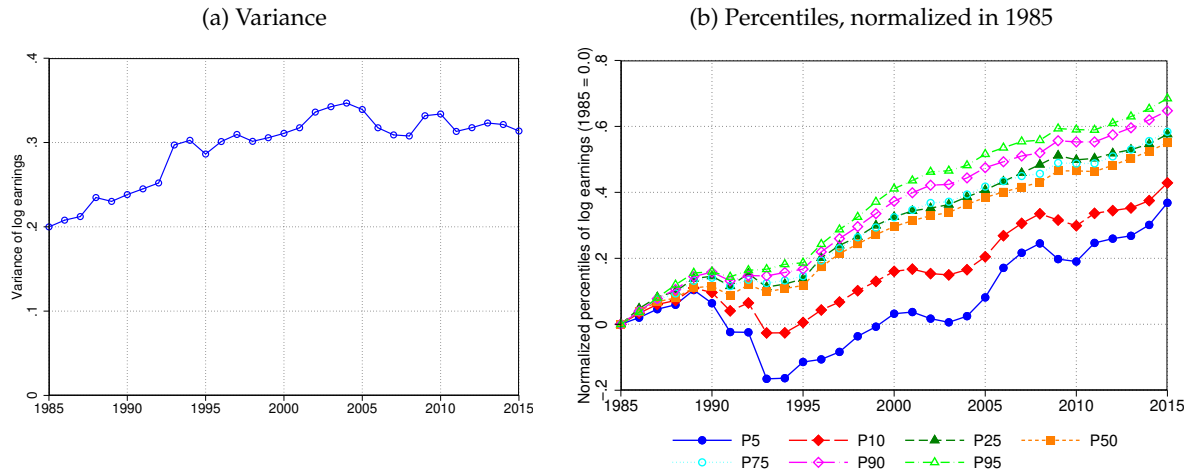 (a) Variance
(b) Percentiles, normalized in 1985
Variance of log earnings
.4
.3
.2
.1
0
1985 1990 1995 2000 2005 2010 2015
Normalized percentiles of log earnings (1985 = 0.0)
.8
.6
.4
.2
0
−.2
1985 1990 1995 2000 2005 2010 2015
P5 P10 P25 P50
P75 P90 P95